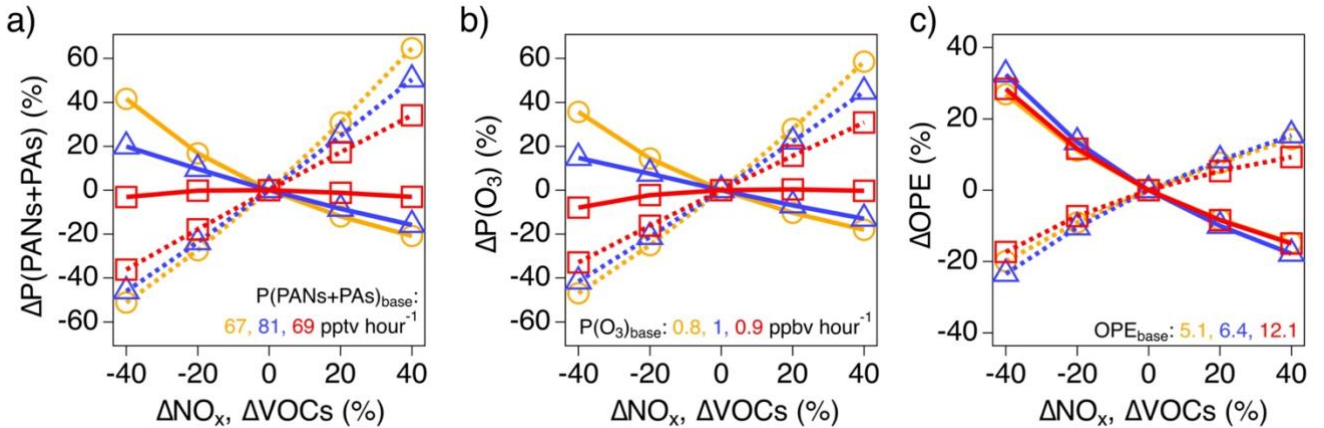 a)
ΔP(PANs+PAs) (%)
60
40
20
0
-20
-40
-60
P(PANs+PAs)base:
67, 81, 69 pptv hour-1
-40 -20 0 20 40
ΔNOx, ΔVOCs (%)
b)
ΔP(O3) (%)
60
40
20
0
-20
-40
-60
P(O3)base: 0.8, 1, 0.9 ppbv hour-1
-40 -20 0 20 40
ΔNOx, ΔVOCs (%)
c)
ΔOPE (%)
40
20
0
-20
-40
OPEbase: 5.1, 6.4, 12.1
-40 -20 0 20 40
ΔNOx, ΔVOCs (%)